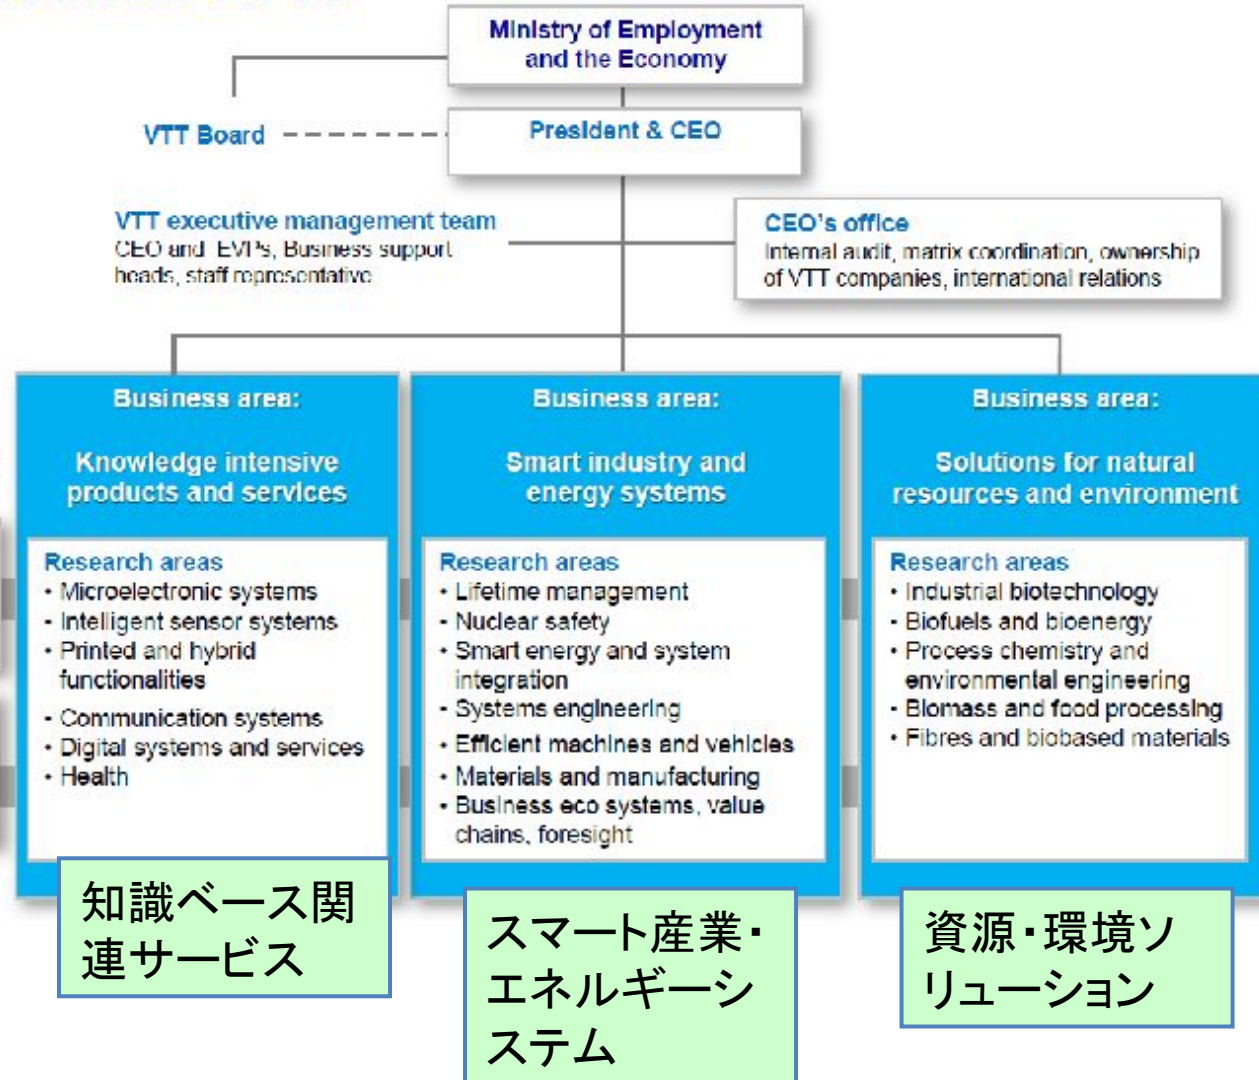 Ministry of Employment
and the Economy
VTT Board
President & CEO
VTT executive management team
CEO and EVPs, Business support
heads, staff representative
CEO's office
Internal audit, matrix coordination, ownership
of VTT companies, international relations
Business area:
Knowledge intensive
products and services
Research areas
• Microelectronic systems
• Intelligent sensor systems
• Printed and hybrid
functionalities
• Communication systems
• Digital systems and services
• Health
知識ベース関
連サービス
Business area:
Smart industry and
energy systems
Research areas
• Lifetime management
• Nuclear safety
• Smart energy and system
integration
• Systems engineering
• Efficient machines and vehicles
• Materials and manufacturing
• Business eco systems, value
chains, foresight
スマート産業・
エネルギーシ
ステム
Business area:
Solutions for natural
resources and environment
Research areas
• Industrial biotechnology
• Biofuels and bioenergy
• Process chemistry and
environmental engineering
• Biomass and food processing
• Fibres and biobased materials
資源・環境ソ
リューション